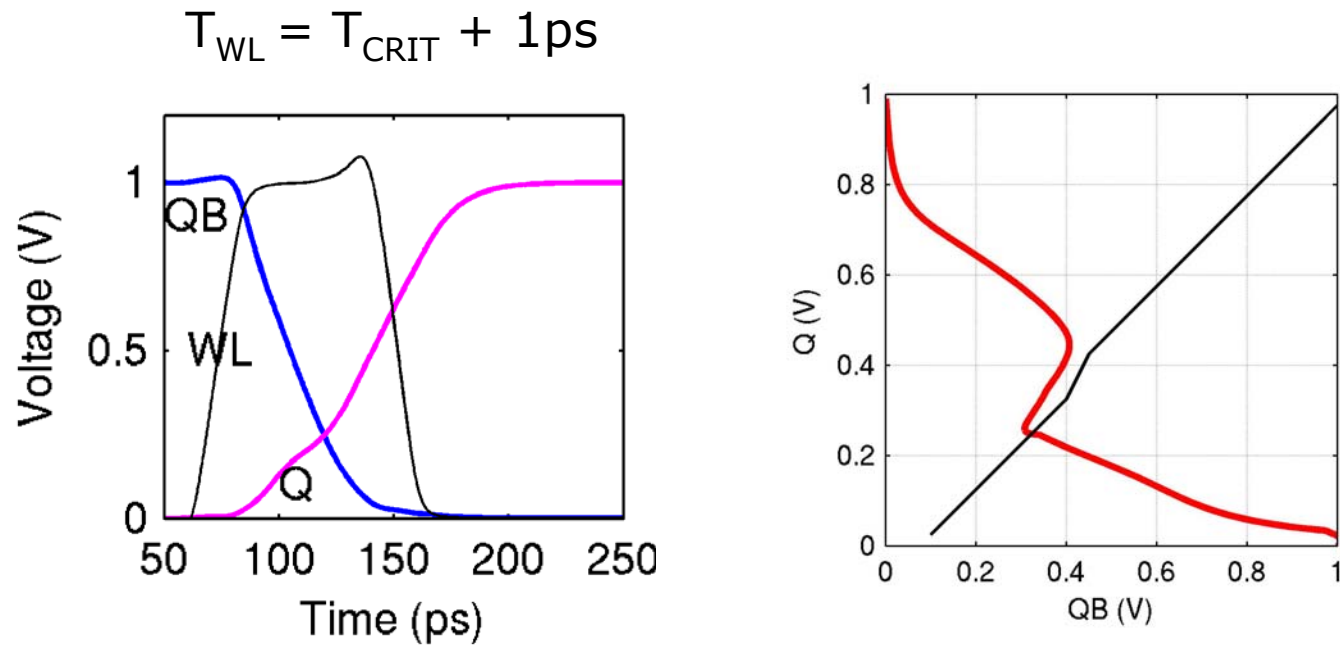 T_WL = T_CRIT + 1ps
Voltage (V)
1
0.5
0
QB
WL
Q
50 100 150 200 250
Time (ps)
Q (V)
1
0.8
0.6
0.4
0.2
0
0 0.2 0.4 0.6 0.8 1
QB (V)